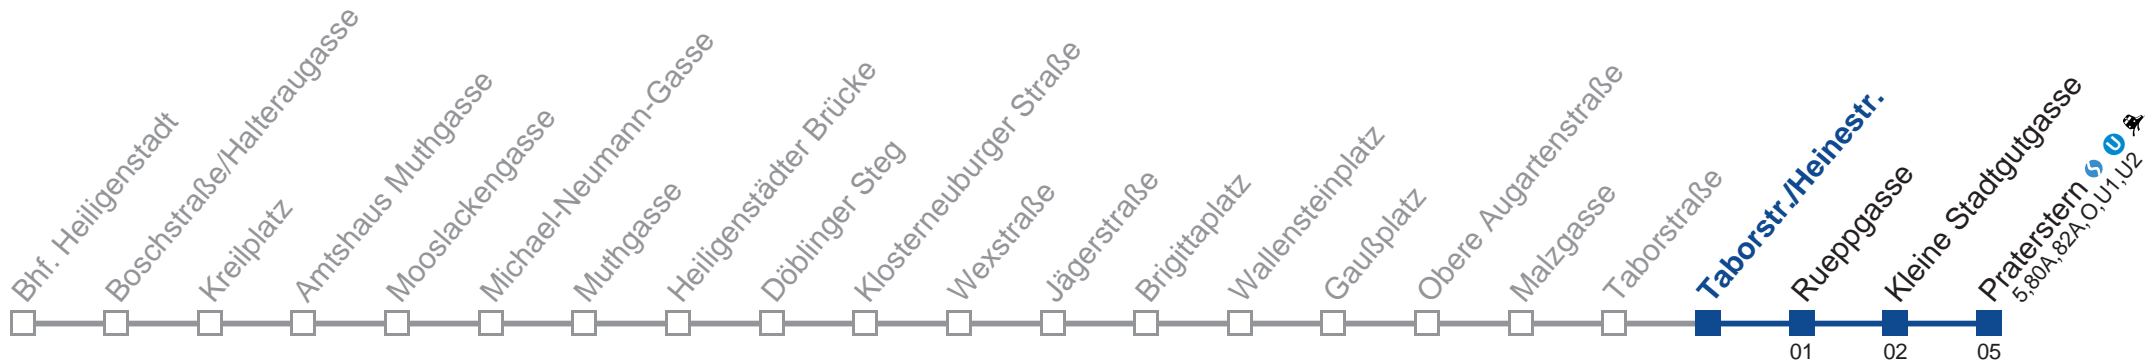 Bhf. Heiligenstadt
Boschstraße/Halteraugasse
Kreilplatz
Amtshaus Muthgasse
Mooslackengasse
Michael-Neumann-Gasse
Muthgasse
Heiligenstädter Brücke
Döblinger Steg
Klosterneuburger Straße
Wexstraße
Jägerstraße
Brigittaplatz
Wallensteinplatz
Gaußplatz
Obere Augartenstraße
Malzgasse
Taborstraße
Taborstr./Heinestr.
Rueppgasse
Kleine Stadtgutgasse
Praterstern S U
5,80A,82A,O,U1,U2
01
02
05